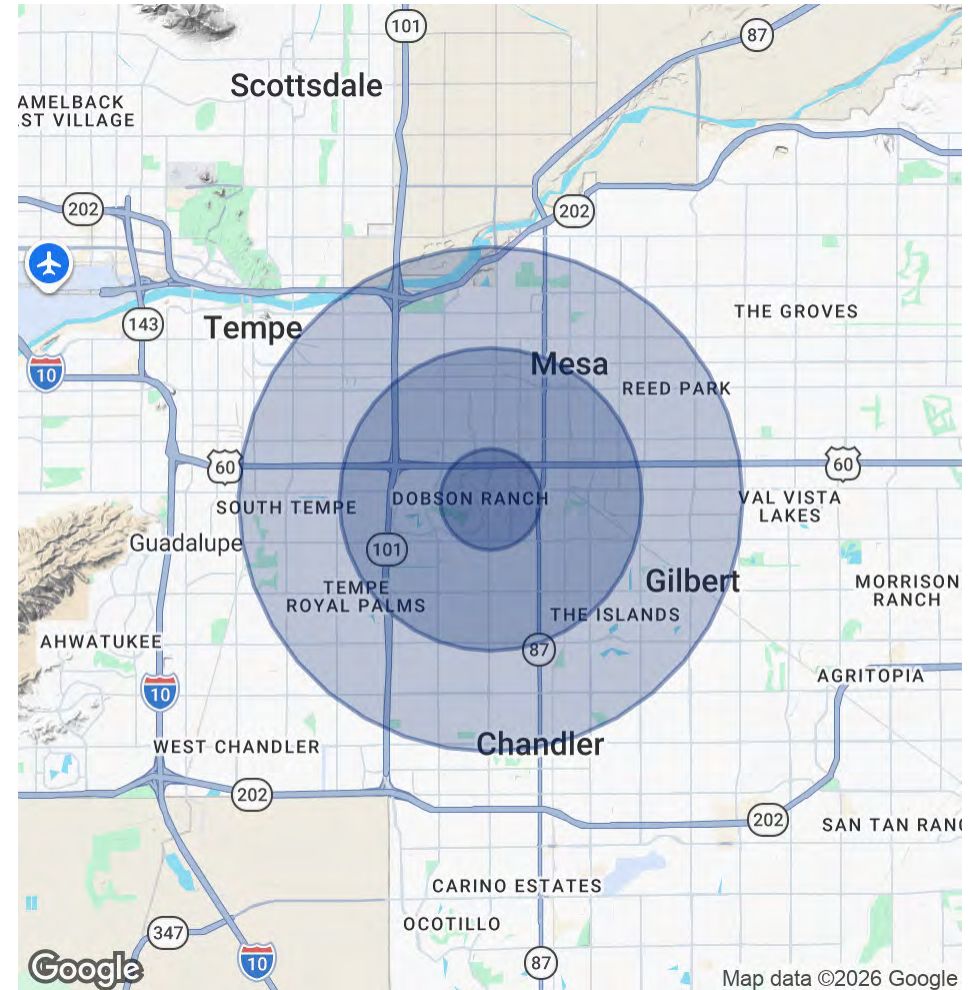 101
87
Scottsdale
AMELBACK
ST VILLAGE
202
202
THE GROVES
143
Tempe
Mesa
10
REED PARK
60
60
DOBSON RANCH
SOUTH TEMPE
VAL VISTA
LAKES
Guadalupe
101
Gilbert
MORRISON
RANCH
TEMPE
ROYAL PALMS
THE ISLANDS
AHWATUKEE
87
AGRITOPIA
10
WEST CHANDLER
Chandler
202
202
SAN TAN RANC
CARINO ESTATES
OCOTILLO
347
10
87
Google
Map data ©2026 Google